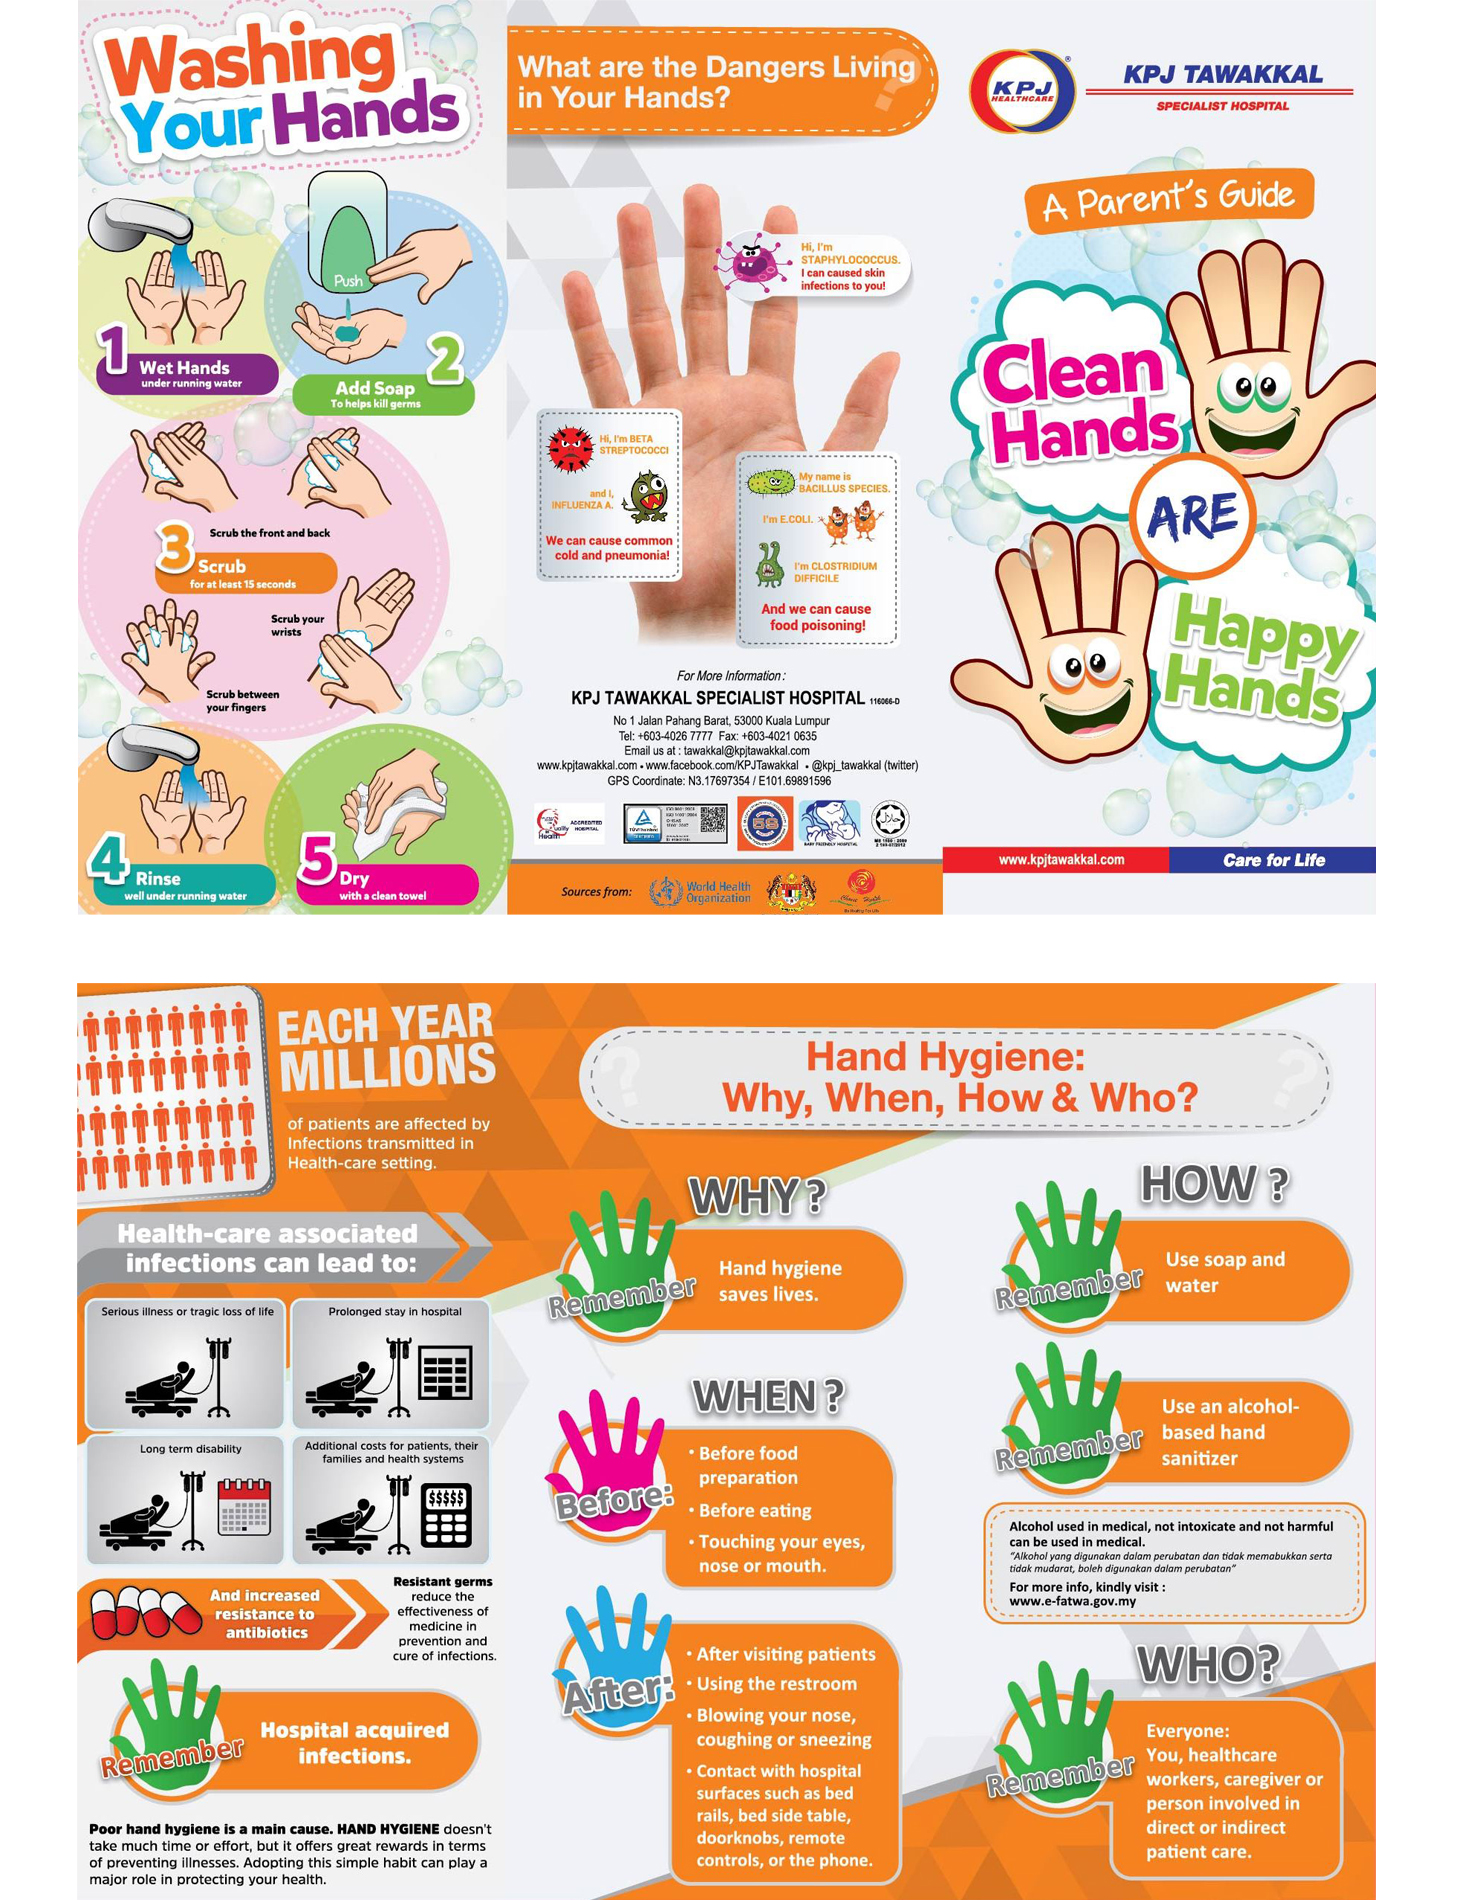 Washing
Your Hands
Push
1
Wet Hands
under running water
2
Add Soap
To helps kill germs
Scrub the front and back
3
Scrub
for at least 15 seconds
Scrub your
wrists
Scrub between
your fingers
4
Rinse
well under running water
5
Dry
with a clean towel
What are the Dangers Living
in Your Hands?
?
Hi, I'm
STAPHYLOCOCCUS.
I can caused skin
infections to you!
Hi, I'm BETA
STREPTOCOCCI
and I,
INFLUENZA A.
We can cause common
cold and pneumonia!
My name is
BACILLUS SPECIES.
I'm E.COLI.
I'm CLOSTRIDIUM
DIFFICILE
And we can cause
food poisoning!
For More Information :
KPJ TAWAKKAL SPECIALIST HOSPITAL 116066-D
No 1 Jalan Pahang Barat, 53000 Kuala Lumpur
Tel: +603-4026 7777 Fax: +603-4021 0635
Email us at : tawakkal@kpjtawakkal.com
www.kpjtawakkal.com • www.facebook.com/KPJTawakkal • @kpj_tawakkal (twitter)
GPS Coordinate: N3.17697354 / E101.69891596
ACCREDITED
HOSPITAL
Health
BABY FRIENDLY HOSPITAL
Sources from:
World Health
Organization
KPJ
HEALTHCARE
®
KPJ TAWAKKAL
SPECIALIST HOSPITAL
A Parent's Guide
Clean
Hands
ARE
Happy
Hands
www.kpjtawakkal.com
Care for Life
EACH YEAR
MILLIONS
of patients are affected by
Infections transmitted in
Health-care setting.
Health-care associated
infections can lead to:
Serious illness or tragic loss of life
Prolonged stay in hospital
Long term disability
Additional costs for patients, their
families and health systems
$$$$$
And increased
resistance to
antibiotics
Resistant germs
reduce the
effectiveness of
medicine in
prevention and
cure of infections.
Remember
Hospital acquired
infections.
Poor hand hygiene is a main cause. HAND HYGIENE doesn't
take much time or effort, but it offers great rewards in terms
of preventing illnesses. Adopting this simple habit can play a
major role in protecting your health.
? Hand Hygiene: ?
Why, When, How & Who?
WHY?
Remember
Hand hygiene
saves lives.
WHEN?
Before:
• Before food
preparation
• Before eating
• Touching your eyes,
nose or mouth.
After:
• After visiting patients
• Using the restroom
• Blowing your nose,
coughing or sneezing
• Contact with hospital
surfaces such as bed
rails, bed side table,
doorknobs, remote
controls, or the phone.
HOW?
Remember
Use soap and
water
Remember
Use an alcohol-
based hand
sanitizer
Alcohol used in medical, not intoxicate and not harmful
can be used in medical.
"Alkohol yang digunakan dalam perubatan dan tidak memabukkan serta
tidak mudarat, boleh digunakan dalam perubatan"
For more info, kindly visit :
www.e-fatwa.gov.my
WHO?
Remember
Everyone:
You, healthcare
workers, caregiver or
person involved in
direct or indirect
patient care.